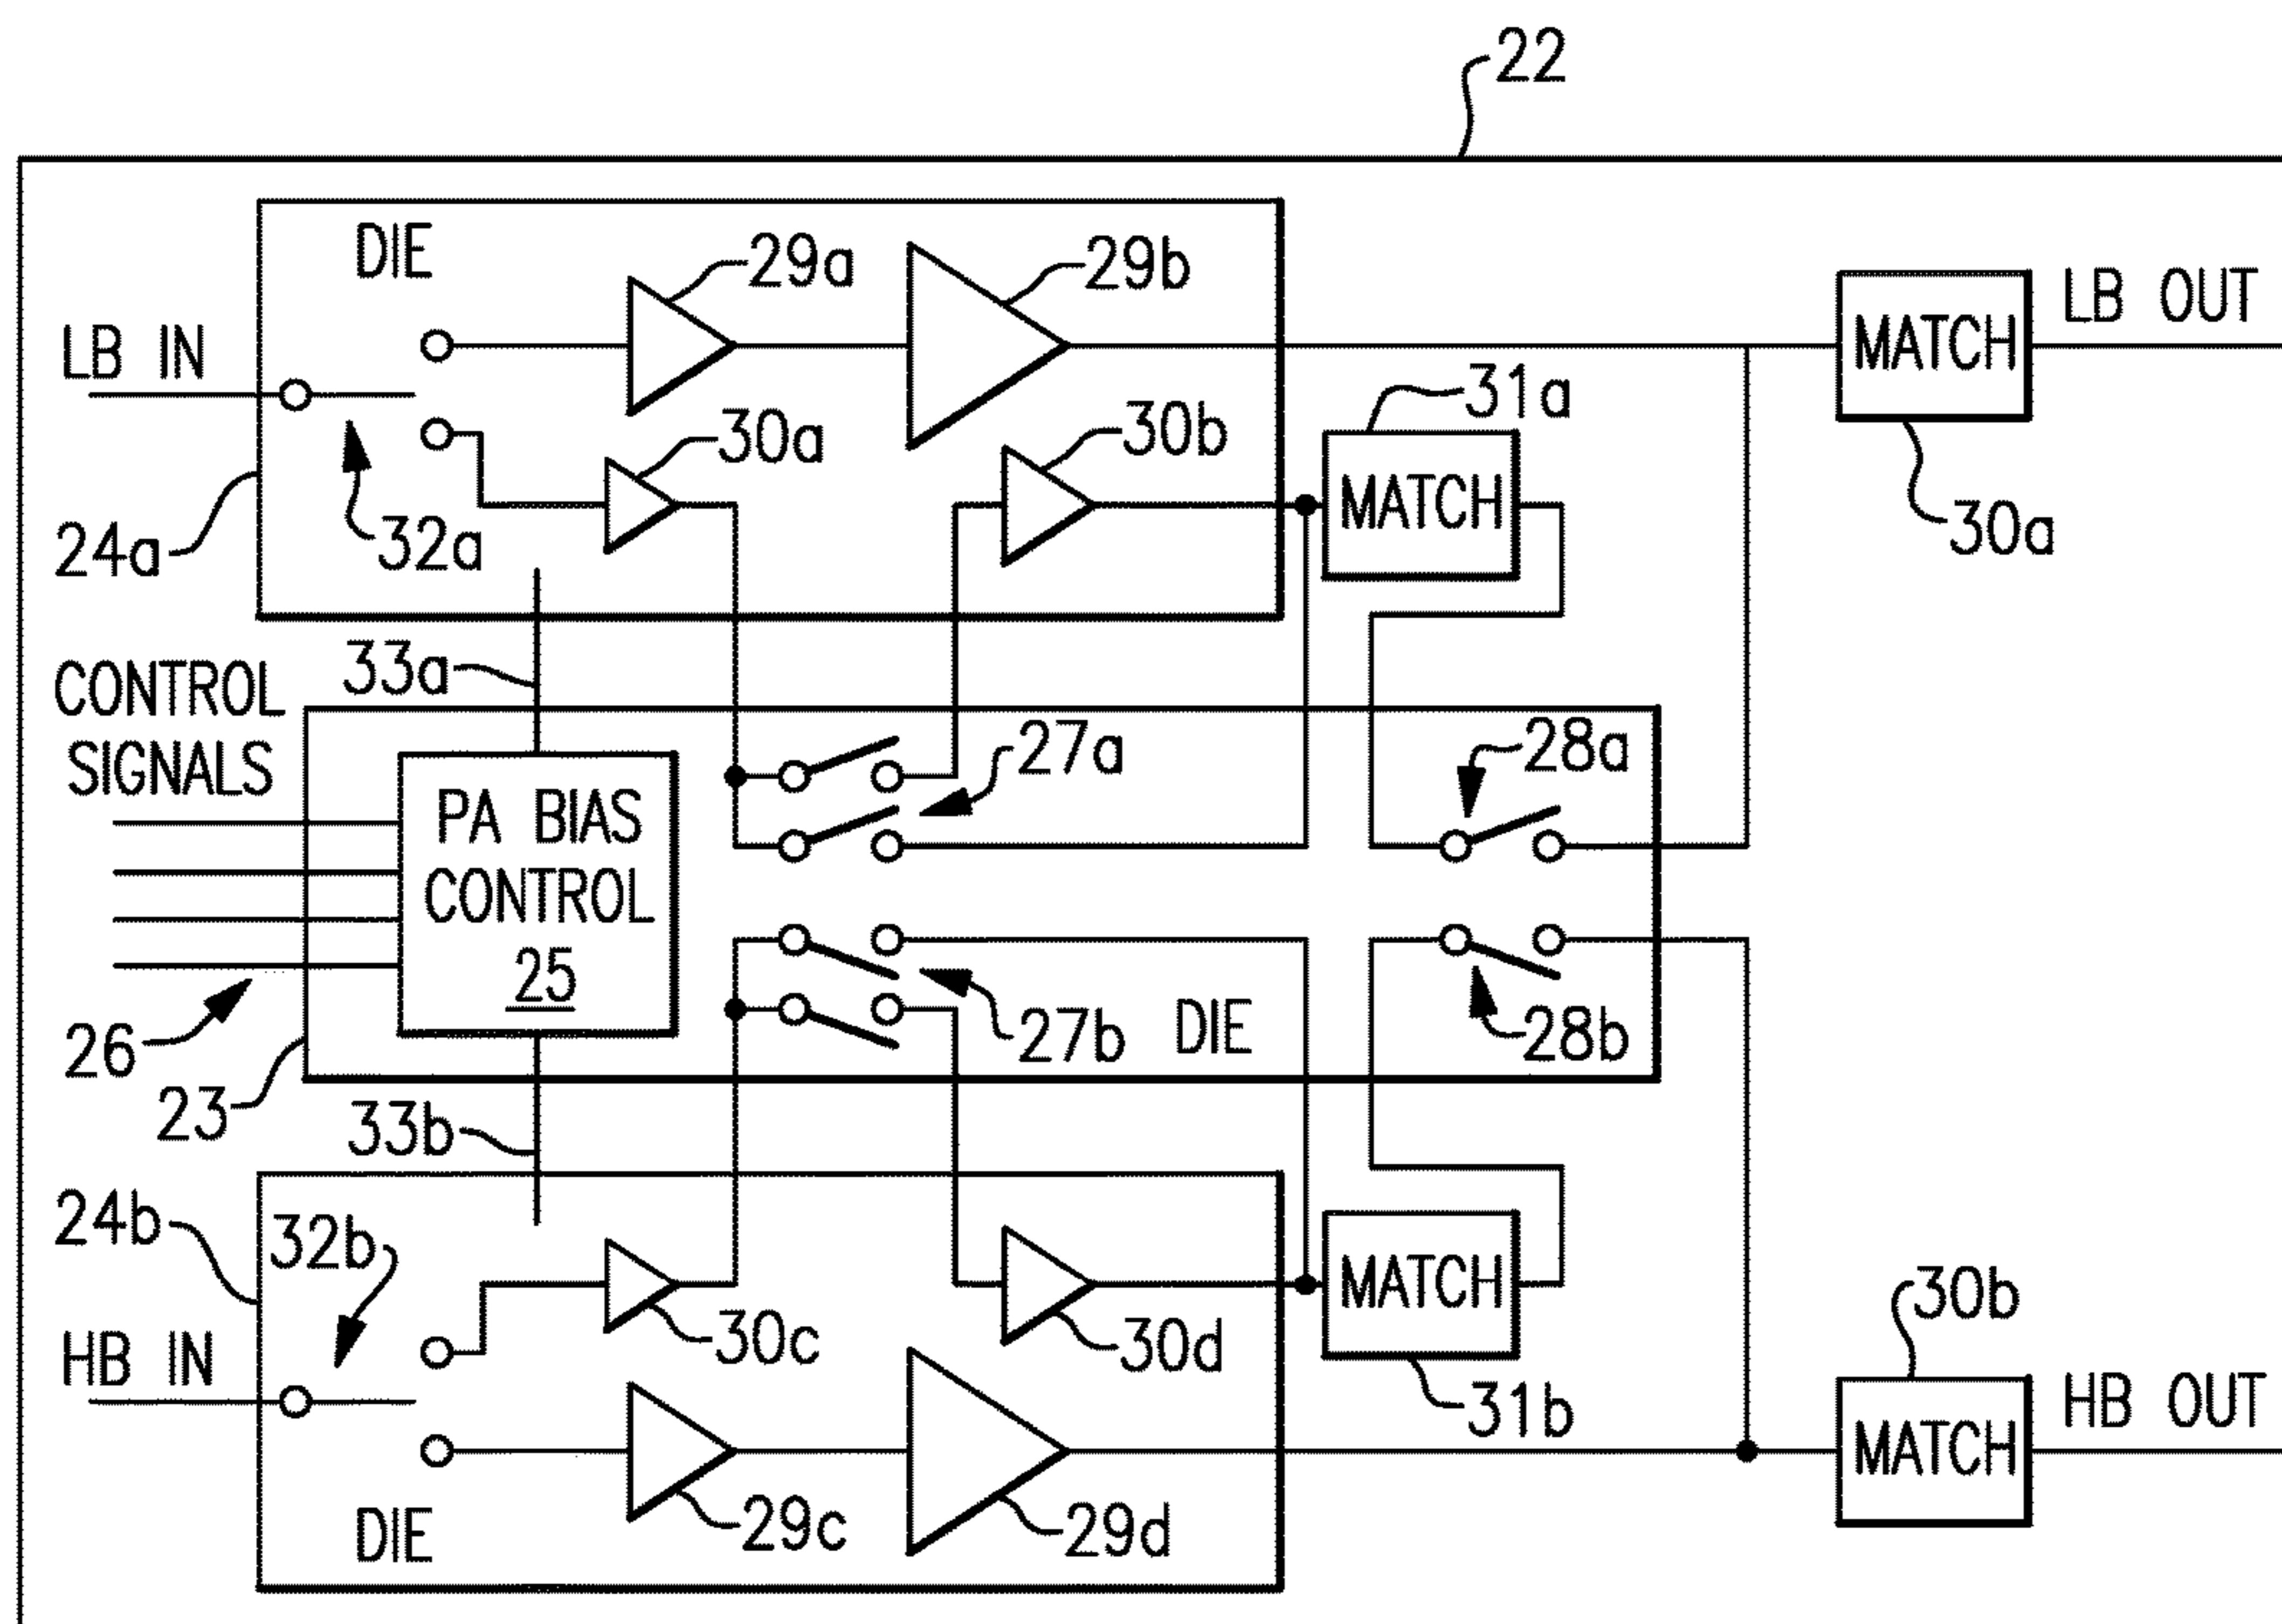 22
DIE
29a
29b
LB IN
MATCH
LB OUT
30a
30b
31a
MATCH
24a
32a
30a
33a
CONTROL
SIGNALS
PA BIAS
CONTROL
25
27a
28a
26
27b
DIE
28b
23
33b
24b
32b
MATCH
30b
HB IN
30c
30d
31b
MATCH
HB OUT
DIE
29c
29d